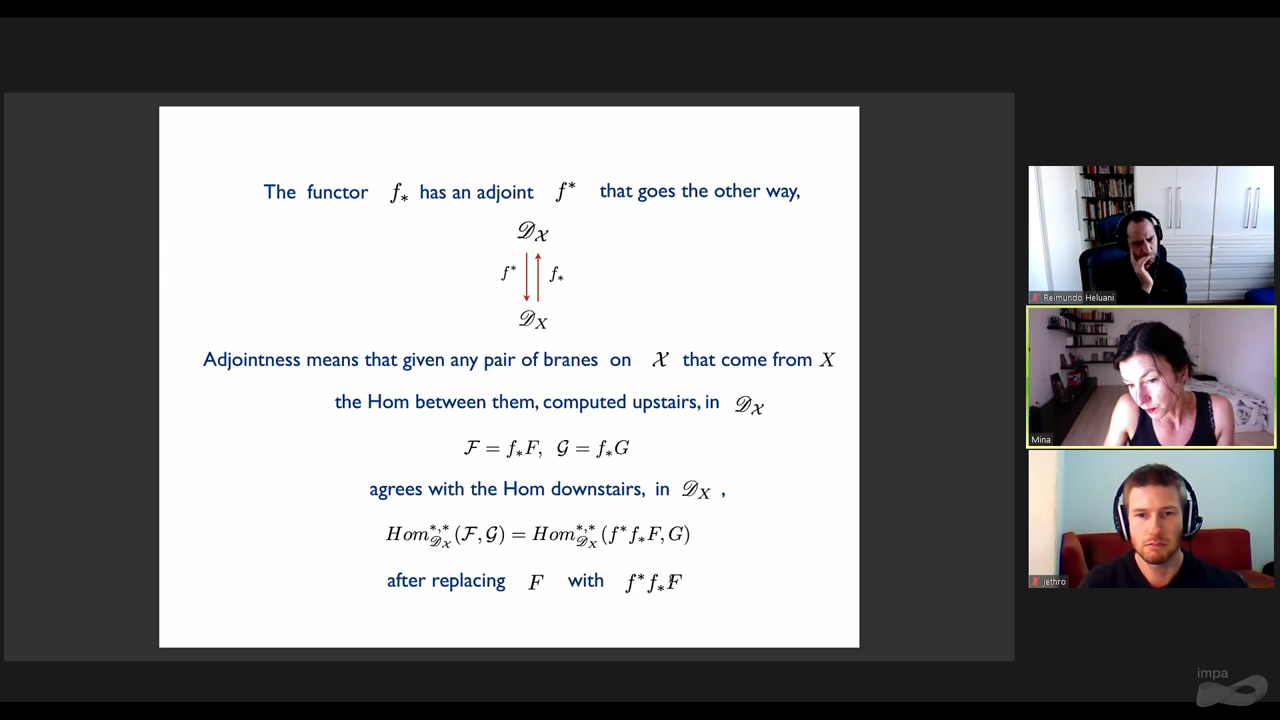 The functor f_* has an adjoint f^* that goes the other way,
𝒟_𝒳
f^* f_*
𝒟_X
Adjointness means that given any pair of branes on 𝒳 that come from X
the Hom between them, computed upstairs, in 𝒟_𝒳
ℱ = f_*F, 𝒢 = f_*G
agrees with the Hom downstairs, in 𝒟_X ,
Hom^{*,*}_{𝒟_𝒳}(ℱ, 𝒢) = Hom^{*,*}_{𝒟_X}(f^*f_*F, G)
after replacing F with f^*f_*F
Reimundo Heluani
Mina
jethro
impa